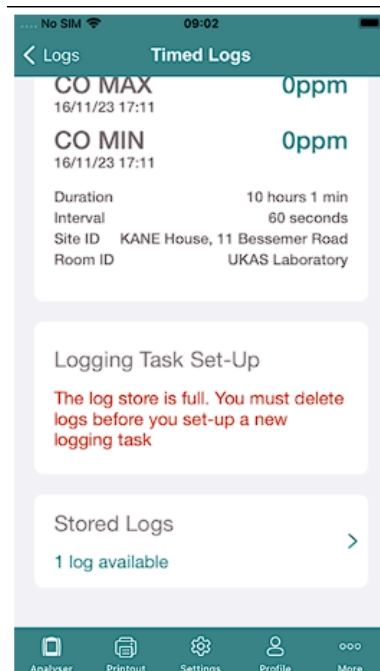 No SIM 09:02
Logs Timed Logs
CO MAX 0ppm
16/11/23 17:11
CO MIN 0ppm
16/11/23 17:11
Duration 10 hours 1 min
Interval 60 seconds
Site ID KANE House, 11 Bessemer Road
Room ID UKAS Laboratory
Logging Task Set-Up
The log store is full. You must delete
logs before you set-up a new
logging task
Stored Logs
1 log available
Analyser Printout Settings Profile More